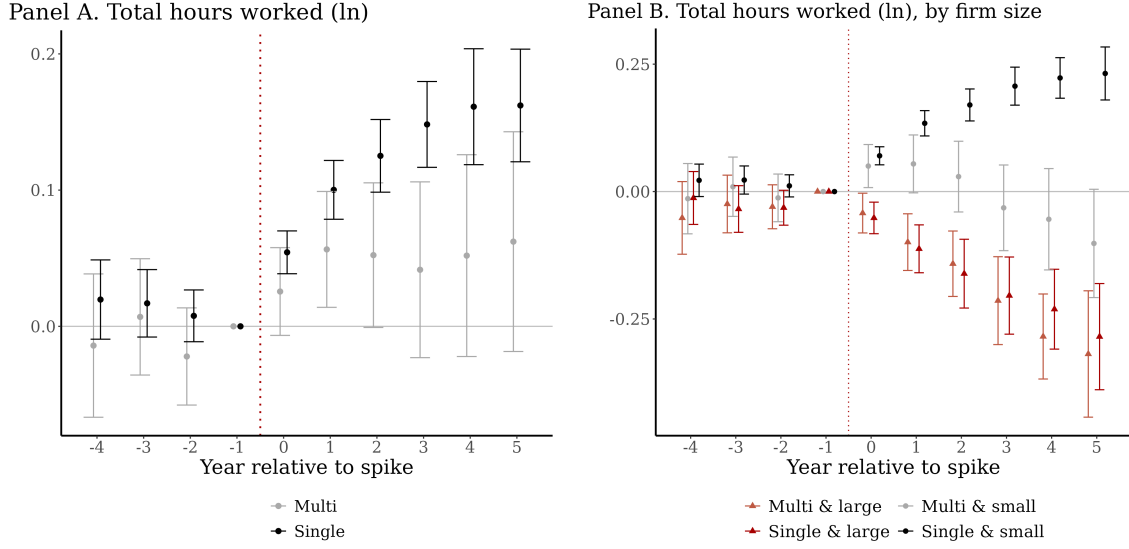 Panel A. Total hours worked (ln)
0.2
0.1
0.0
-4 -3 -2 -1 0 1 2 3 4 5
Year relative to spike
Multi
Single
Panel B. Total hours worked (ln), by firm size
0.25
0.00
-0.25
-4 -3 -2 -1 0 1 2 3 4 5
Year relative to spike
Multi & large Multi & small
Single & large Single & small